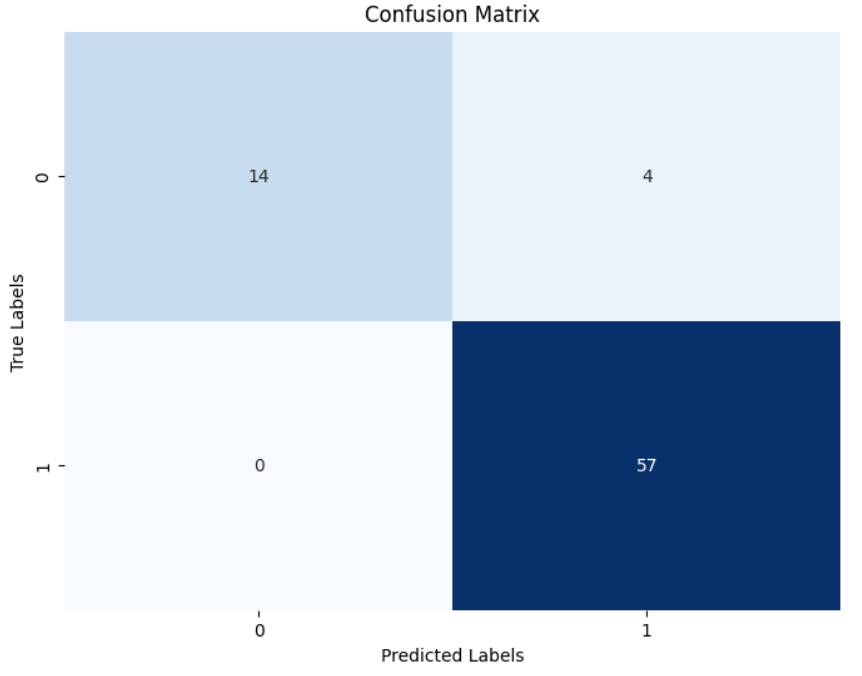 Confusion Matrix
14
4
0
True Labels
0
57
1
0
1
Predicted Labels